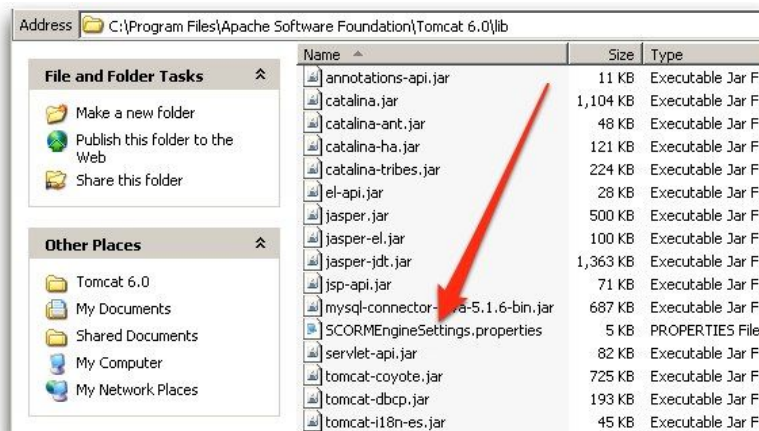 Address C:\Program Files\Apache Software Foundation\Tomcat 6.0\lib
File and Folder Tasks
Make a new folder
Publish this folder to the
Web
Share this folder
Other Places
Tomcat 6.0
My Documents
Shared Documents
My Computer
My Network Places
Name Size Type
annotations-api.jar 11 KB Executable Jar F
catalina.jar 1,104 KB Executable Jar F
catalina-ant.jar 48 KB Executable Jar F
catalina-ha.jar 121 KB Executable Jar F
catalina-tribes.jar 224 KB Executable Jar F
el-api.jar 28 KB Executable Jar F
jasper.jar 500 KB Executable Jar F
jasper-el.jar 100 KB Executable Jar F
jasper-jdt.jar 1,363 KB Executable Jar F
jsp-api.jar 71 KB Executable Jar F
mysql-connector- va-5.1.6-bin.jar 687 KB Executable Jar F
SCORMEngineSettings.properties 5 KB PROPERTIES File
servlet-api.jar 82 KB Executable Jar F
tomcat-coyote.jar 725 KB Executable Jar F
tomcat-dbcp.jar 193 KB Executable Jar F
tomcat-i18n-es.jar 45 KB Executable Jar F